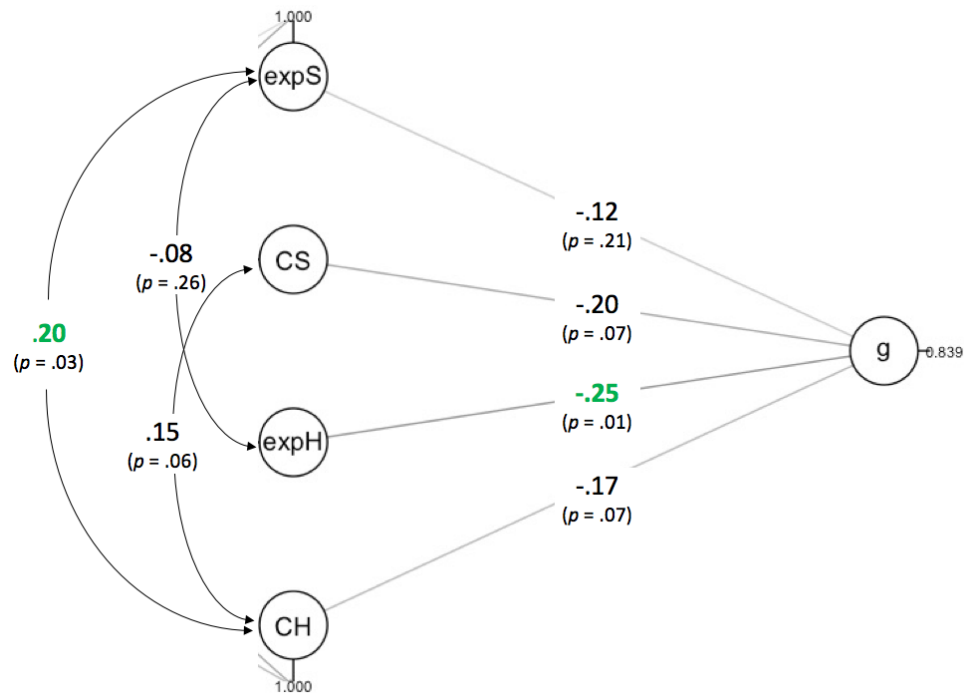 1.000
expS
-.12
(p = .21)
-.08
(p = .26)
CS
-.20
(p = .07)
.20
(p = .03)
g
0.839
-.25
(p = .01)
.15
(p = .06)
expH
-.17
(p = .07)
CH
1.000